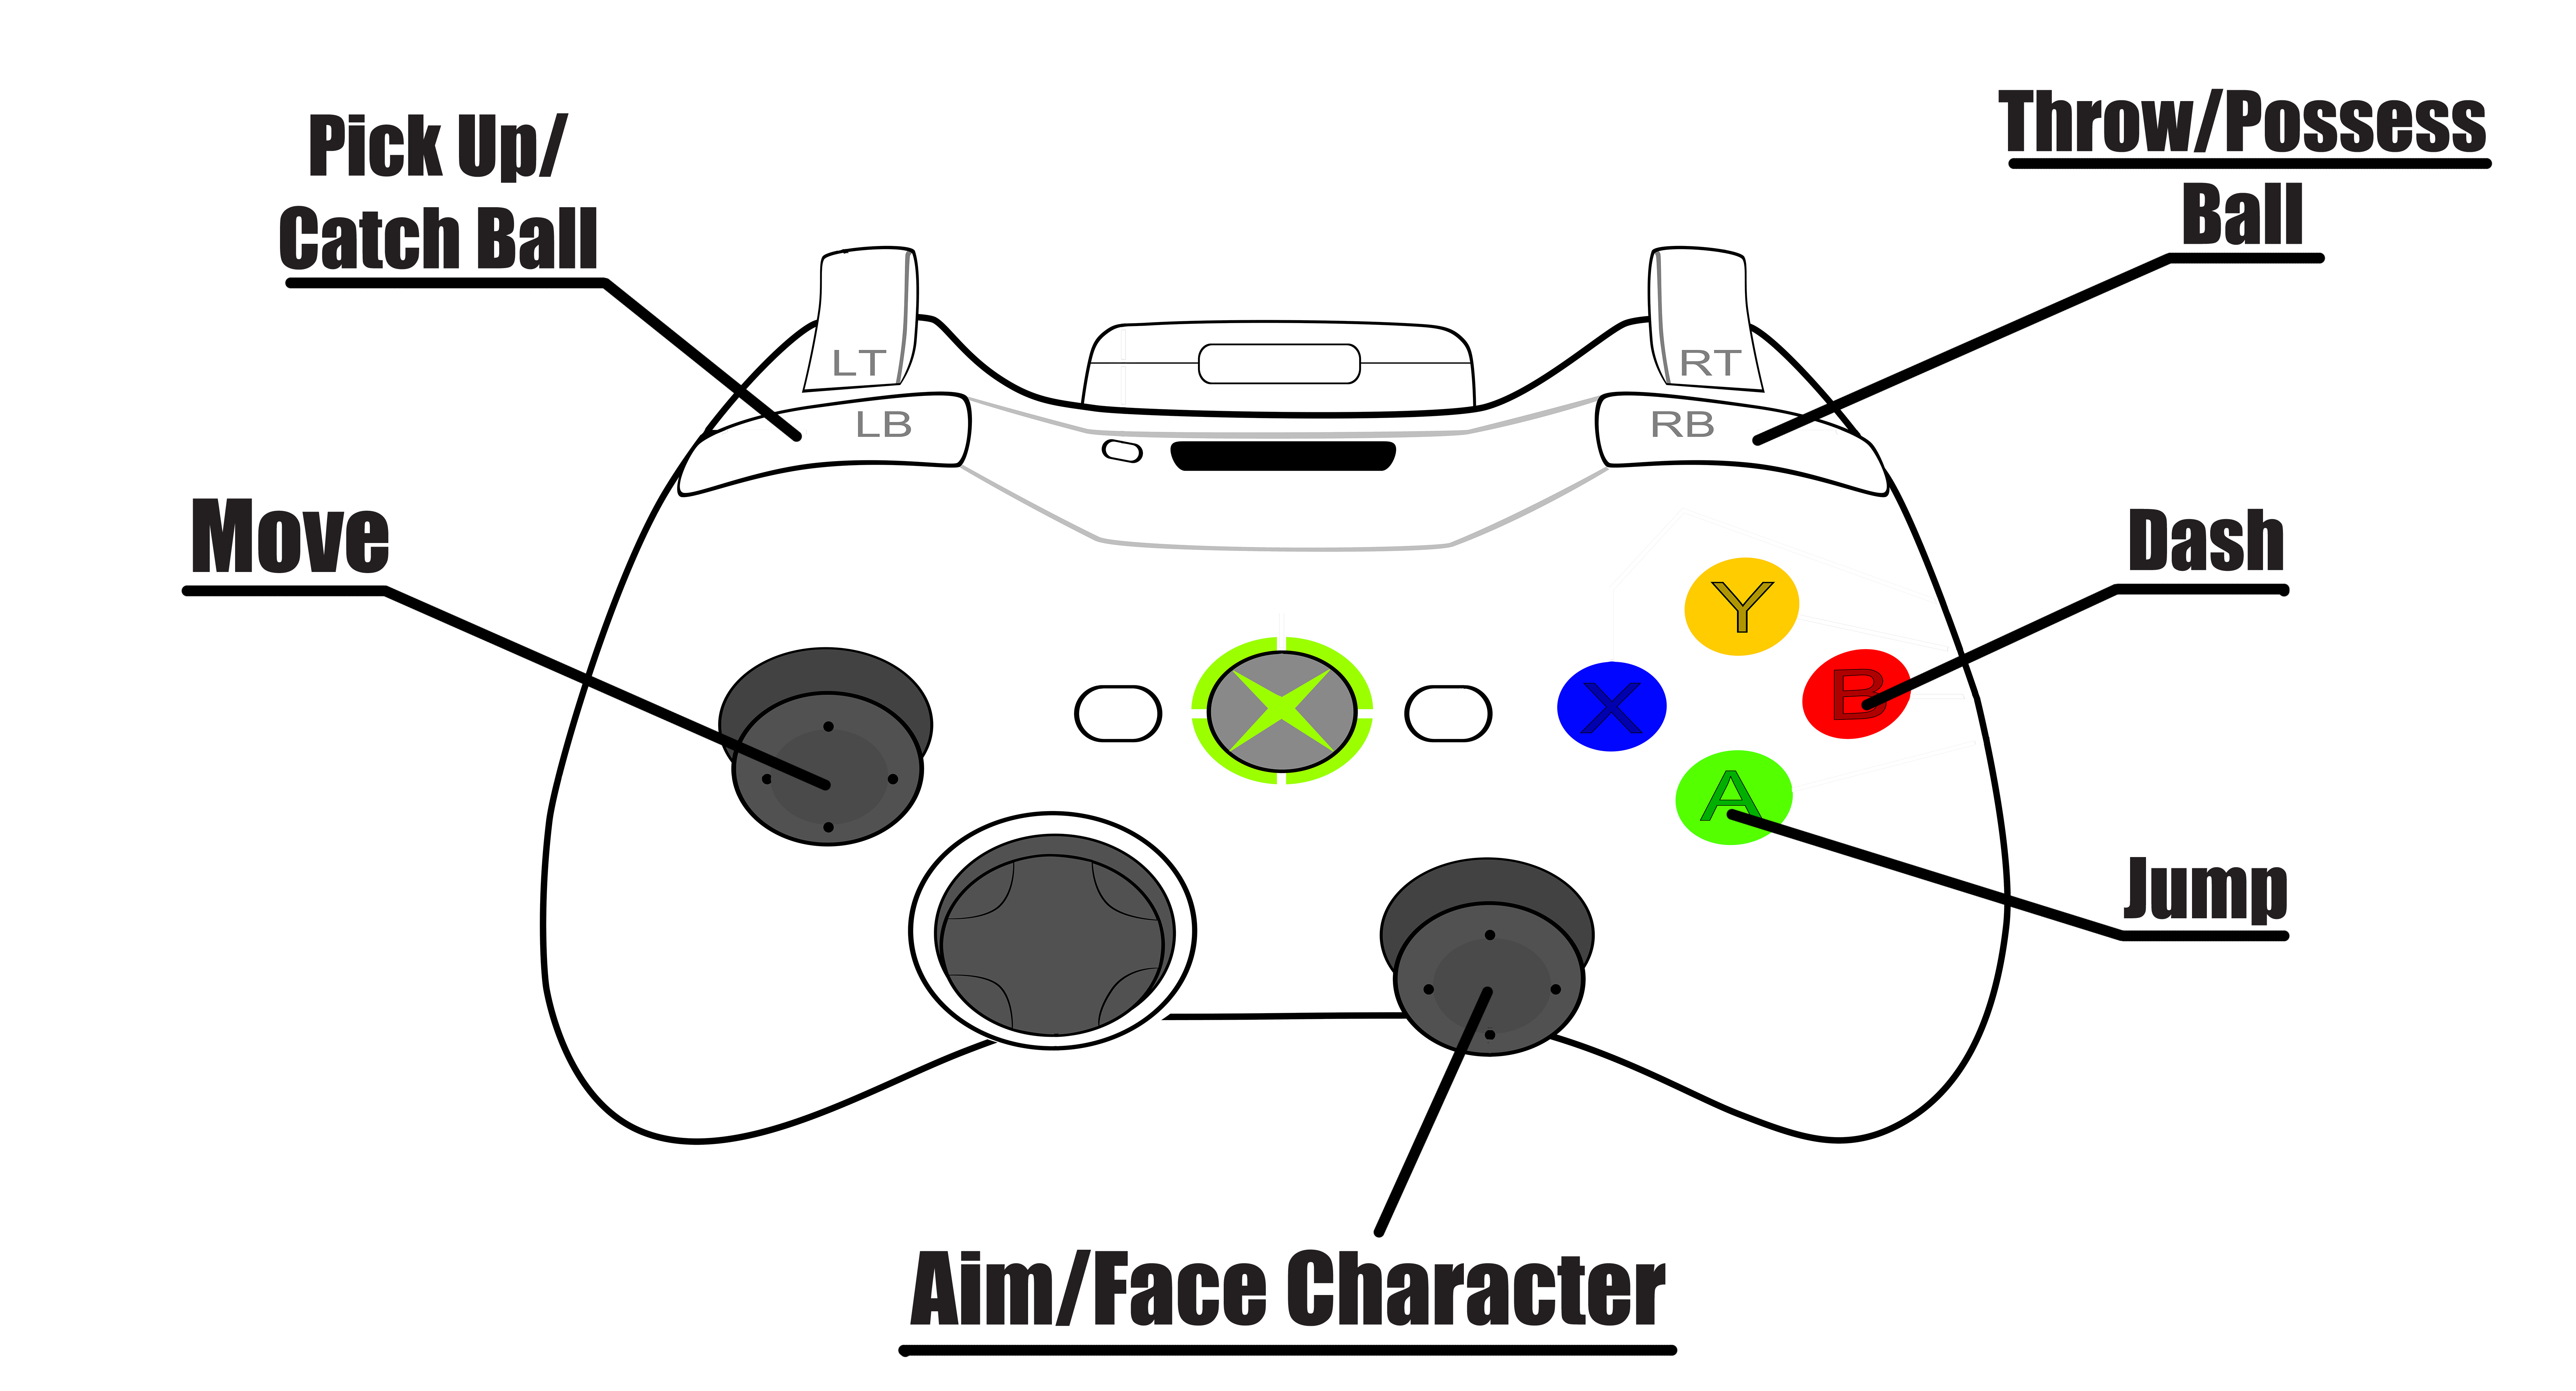 Throw/Possess
Ball
Pick Up/
Catch Ball
LT
RT
LB
RB
Move
Dash
Y
X
B
A
Jump
Aim/Face Character